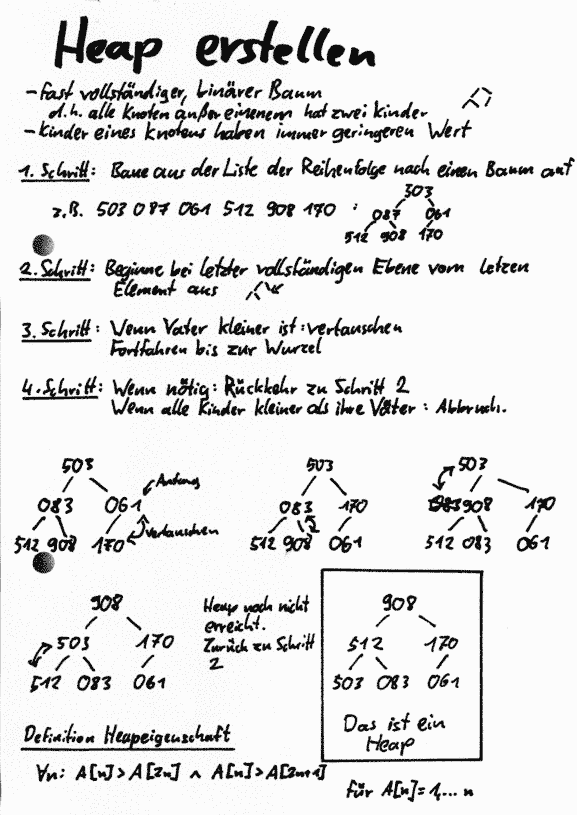 Heap erstellen
- fast vollständiger, binärer Baum
d.h. alle Knoten außer einenem hat zwei kinder
- Kinder eines Knotens haben immer geringeren Wert
1. Schritt: Baue aus der Liste der Reihenfolge nach einen Baum auf
z.B. 503 087 061 512 908 170 :
503
087 061
512 908 170
2. Schritt: Beginne bei letzter vollständigen Ebene vom letzen
Element aus
3. Schritt: Wenn Vater kleiner ist: vertauschen
Fortfahren bis zur Wurzel
4. Schritt: Wenn nötig: Rückkehr zu Schritt 2
Wenn alle Kinder kleiner als ihre Väter: Abbruch.
503
083 061 Anfang
512 908 170 vertauschen
503
083 170
512 908 061
503
083 908 170
512 083 061
908
503 170
512 083 061
Heap noch nicht
erreicht.
Zurück zu Schritt
2
908
512 170
503 083 061
Das ist ein
Heap
Definition Heapeigenschaft
∀n: A[n]>A[2n] ∧ A[n]>A[2n+1]
für A[n]=1,... n